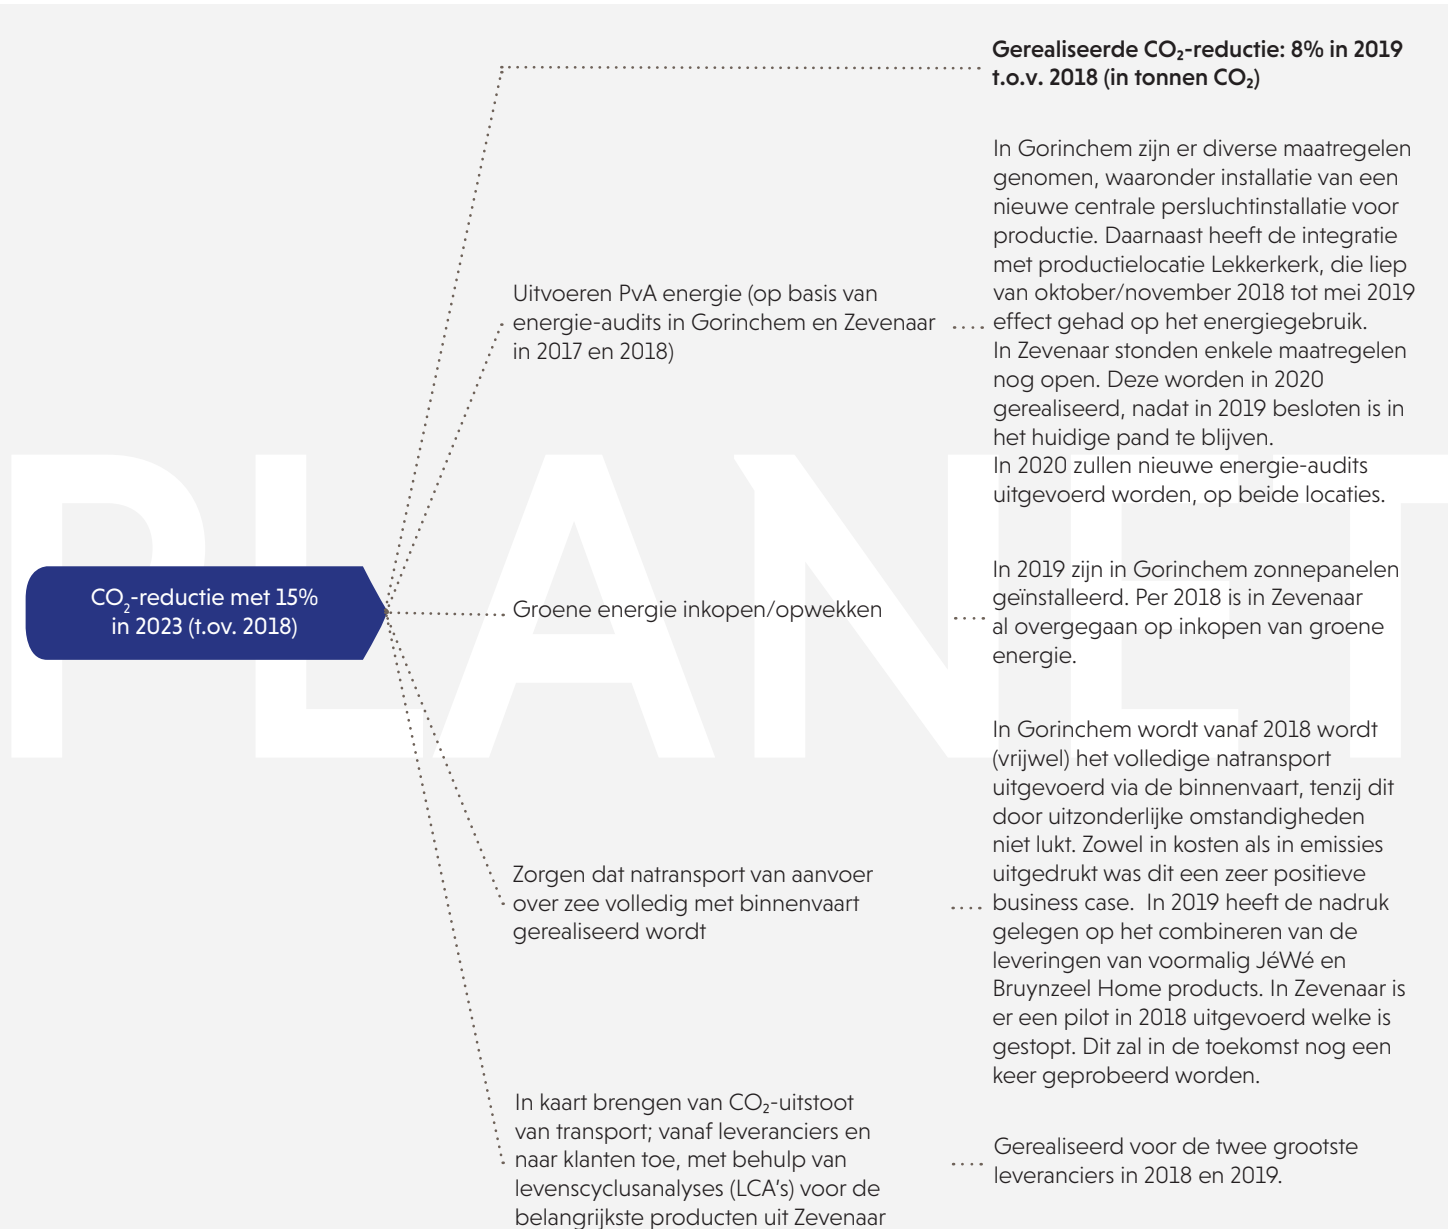 PLANET
CO₂-reductie met 15%
in 2023 (t.ov. 2018)
Gerealiseerde CO₂-reductie: 8% in 2019
t.o.v. 2018 (in tonnen CO₂)
Uitvoeren PvA energie (op basis van
energie-audits in Gorinchem en Zevenaar
in 2017 en 2018)
In Gorinchem zijn er diverse maatregelen
genomen, waaronder installatie van een
nieuwe centrale persluchtinstallatie voor
productie. Daarnaast heeft de integratie
met productielocatie Lekkerkerk, die liep
van oktober/november 2018 tot mei 2019
effect gehad op het energiegebruik.
In Zevenaar stonden enkele maatregelen
nog open. Deze worden in 2020
gerealiseerd, nadat in 2019 besloten is in
het huidige pand te blijven.
In 2020 zullen nieuwe energie-audits
uitgevoerd worden, op beide locaties.
Groene energie inkopen/opwekken
In 2019 zijn in Gorinchem zonnepanelen
geïnstalleerd. Per 2018 is in Zevenaar
al overgegaan op inkopen van groene
energie.
Zorgen dat natransport van aanvoer
over zee volledig met binnenvaart
gerealiseerd wordt
In Gorinchem wordt vanaf 2018 wordt
(vrijwel) het volledige natransport
uitgevoerd via de binnenvaart, tenzij dit
door uitzonderlijke omstandigheden
niet lukt. Zowel in kosten als in emissies
uitgedrukt was dit een zeer positieve
business case. In 2019 heeft de nadruk
gelegen op het combineren van de
leveringen van voormalig JéWé en
Bruynzeel Home products. In Zevenaar is
er een pilot in 2018 uitgevoerd welke is
gestopt. Dit zal in de toekomst nog een
keer geprobeerd worden.
In kaart brengen van CO₂-uitstoot
van transport; vanaf leveranciers en
naar klanten toe, met behulp van
levenscyclusanalyses (LCA's) voor de
belangrijkste producten uit Zevenaar
Gerealiseerd voor de twee grootste
leveranciers in 2018 en 2019.